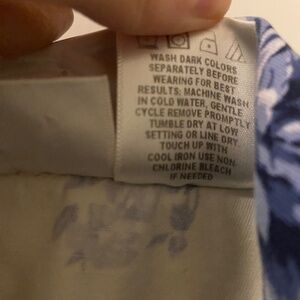 WASH DARK COLORS
SEPARATELY BEFORE
WEARING FOR BEST
RESULTS: MACHINE WASH
IN COLD WATER, GENTLE
CYCLE REMOVE PROMPTLY
TUMBLE DRY AT LOW
SETTING OR LINE DRY
TOUCH UP WITH
COOL IRON USE NON-
CHLORINE BLEACH
IF NEEDED